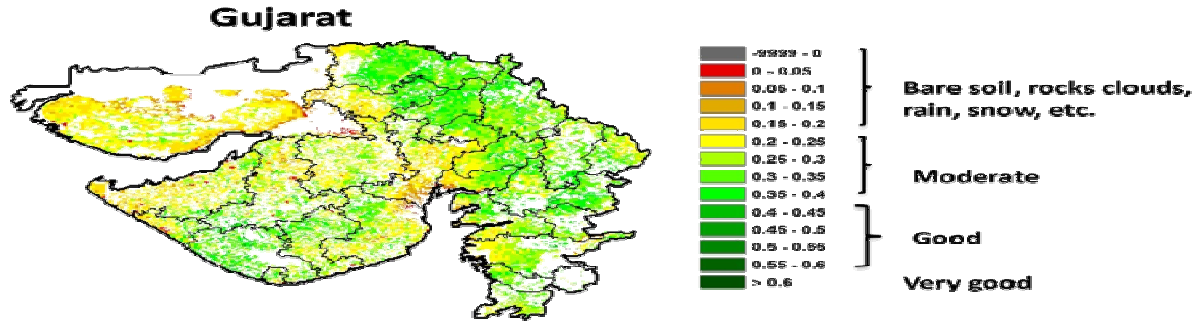 Gujarat
-9999 - 0
0 - 0.05
0.05 - 0.1
0.1 - 0.15
0.15 - 0.2
0.2 - 0.25
0.25 - 0.3
0.3 - 0.35
0.35 - 0.4
0.4 - 0.45
0.45 - 0.5
0.5 - 0.55
0.55 - 0.6
> 0.6
Bare soil, rocks clouds,
rain, snow, etc.
Moderate
Good
Very good